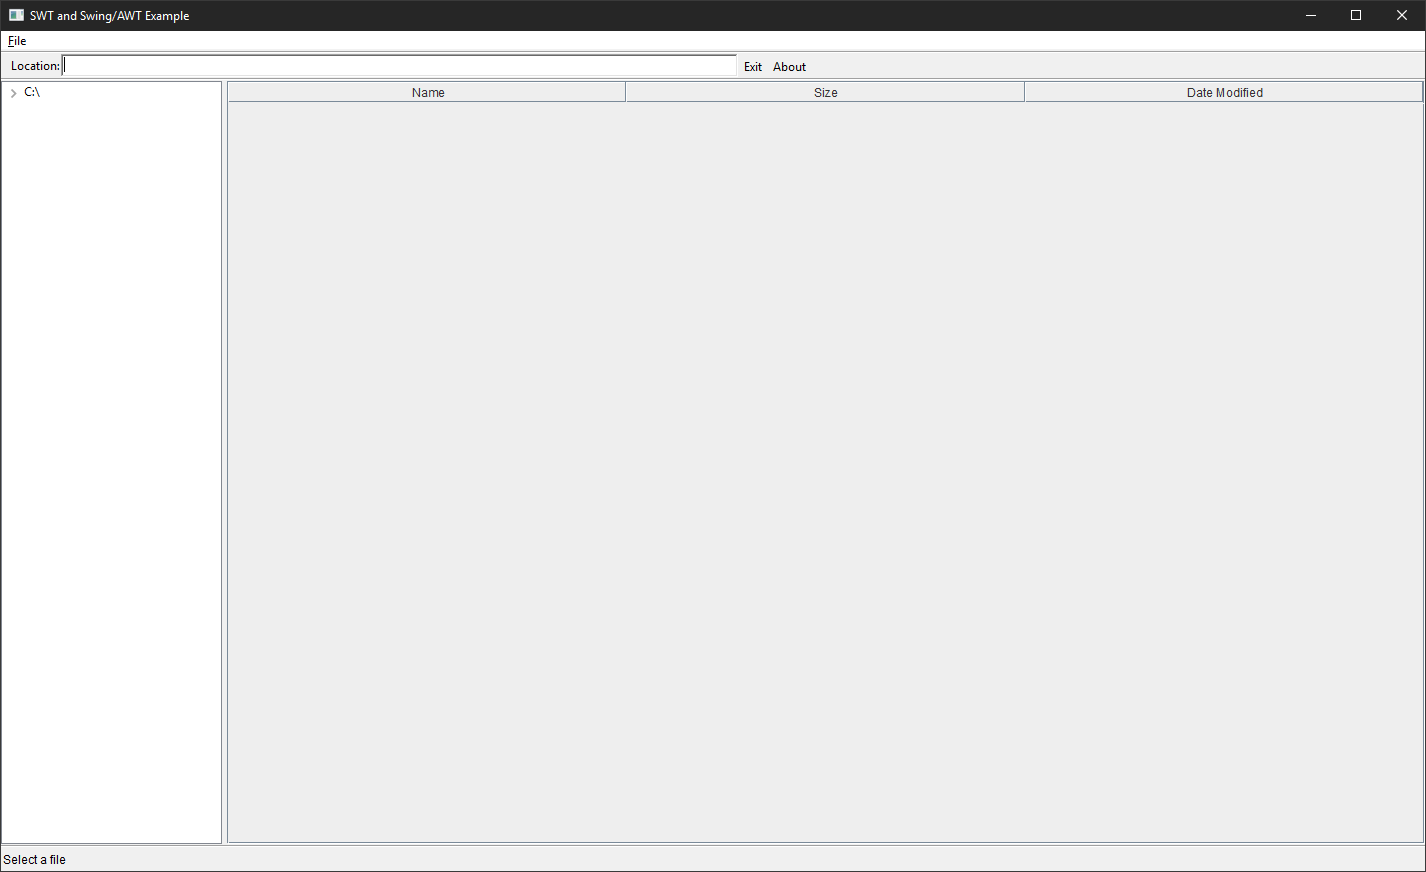 SWT and Swing/AWT Example
File
Location: Exit About
C:\
Name Size Date Modified
Select a file